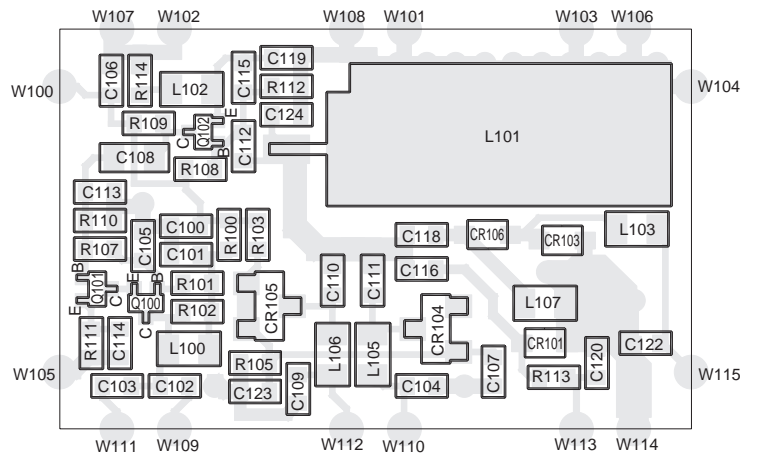 W107 W102 W108 W101 W103 W106
W100
W104
C106
R114
L102
C115
C119
R112
C124
L101
R109
C
Q102
E
B
C112
C108
R108
C113
R110
R107
C105
C100
C101
R100
R103
C118
CR106
CR103
L103
B
Q101
E
C
E
B
Q100
C
R101
R102
CR105
C110
C111
C116
L107
R111
C114
L100
L106
L105
CR104
CR101
C122
W105
R105
C109
C107
R113
C120
W115
C103
C102
C123
C104
W111 W109 W112 W110 W113 W114